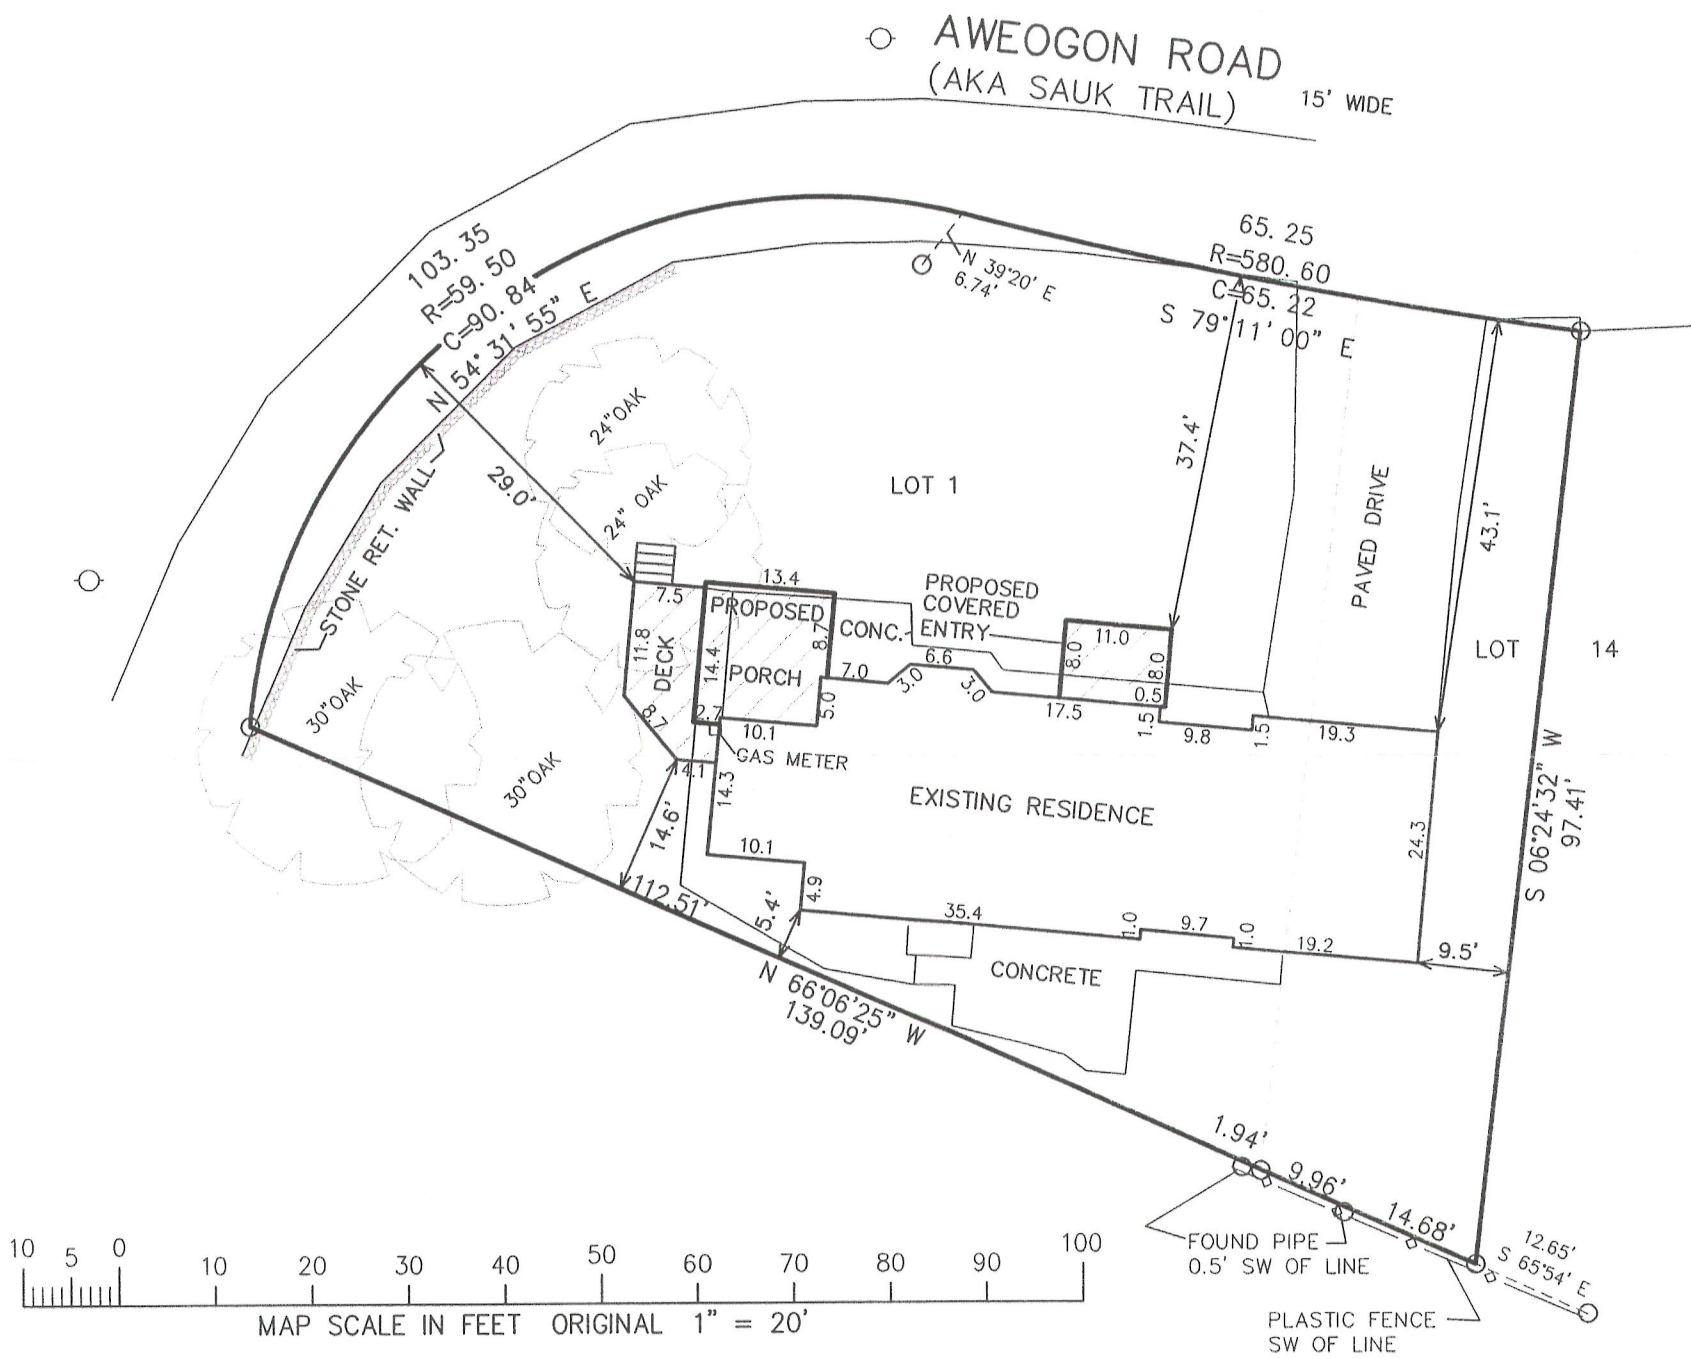 AWEOGON ROAD
(AKA SAUK TRAIL)
15' WIDE
103.35
R=59.50
C=90.84
N 54°31'55" E
65.25
R=580.60
C=65.22
S 79°11'00" E
N 39°20' E
6.74'
24"OAK
24" OAK
29.0'
STONE RET. WALL
LOT 1
37.4'
PAVED DRIVE
43.1'
LOT 14
30"OAK
30"OAK
7.5
13.4
PROPOSED
PORCH
8.7
14.4
11.8
DECK
8.7
2.7
10.1
5.0
4.1
GAS METER
CONC.
PROPOSED
COVERED
ENTRY
11.0
8.0
8.0
0.5
7.0
3.0
6.6
3.0
17.5
1.5
9.8
1.5
19.3
14.3
14.6'
10.1
4.9
5.4'
112.51'
EXISTING RESIDENCE
24.3
S 06°24'32" W
97.41'
35.4
1.0
9.7
1.0
19.2
9.5'
CONCRETE
N 66°06'25" W
139.09'
1.94'
9.96'
14.68'
FOUND PIPE
0.5' SW OF LINE
12.65'
S 65°54' E
PLASTIC FENCE
SW OF LINE
10 5 0 10 20 30 40 50 60 70 80 90 100
MAP SCALE IN FEET ORIGINAL 1" = 20'